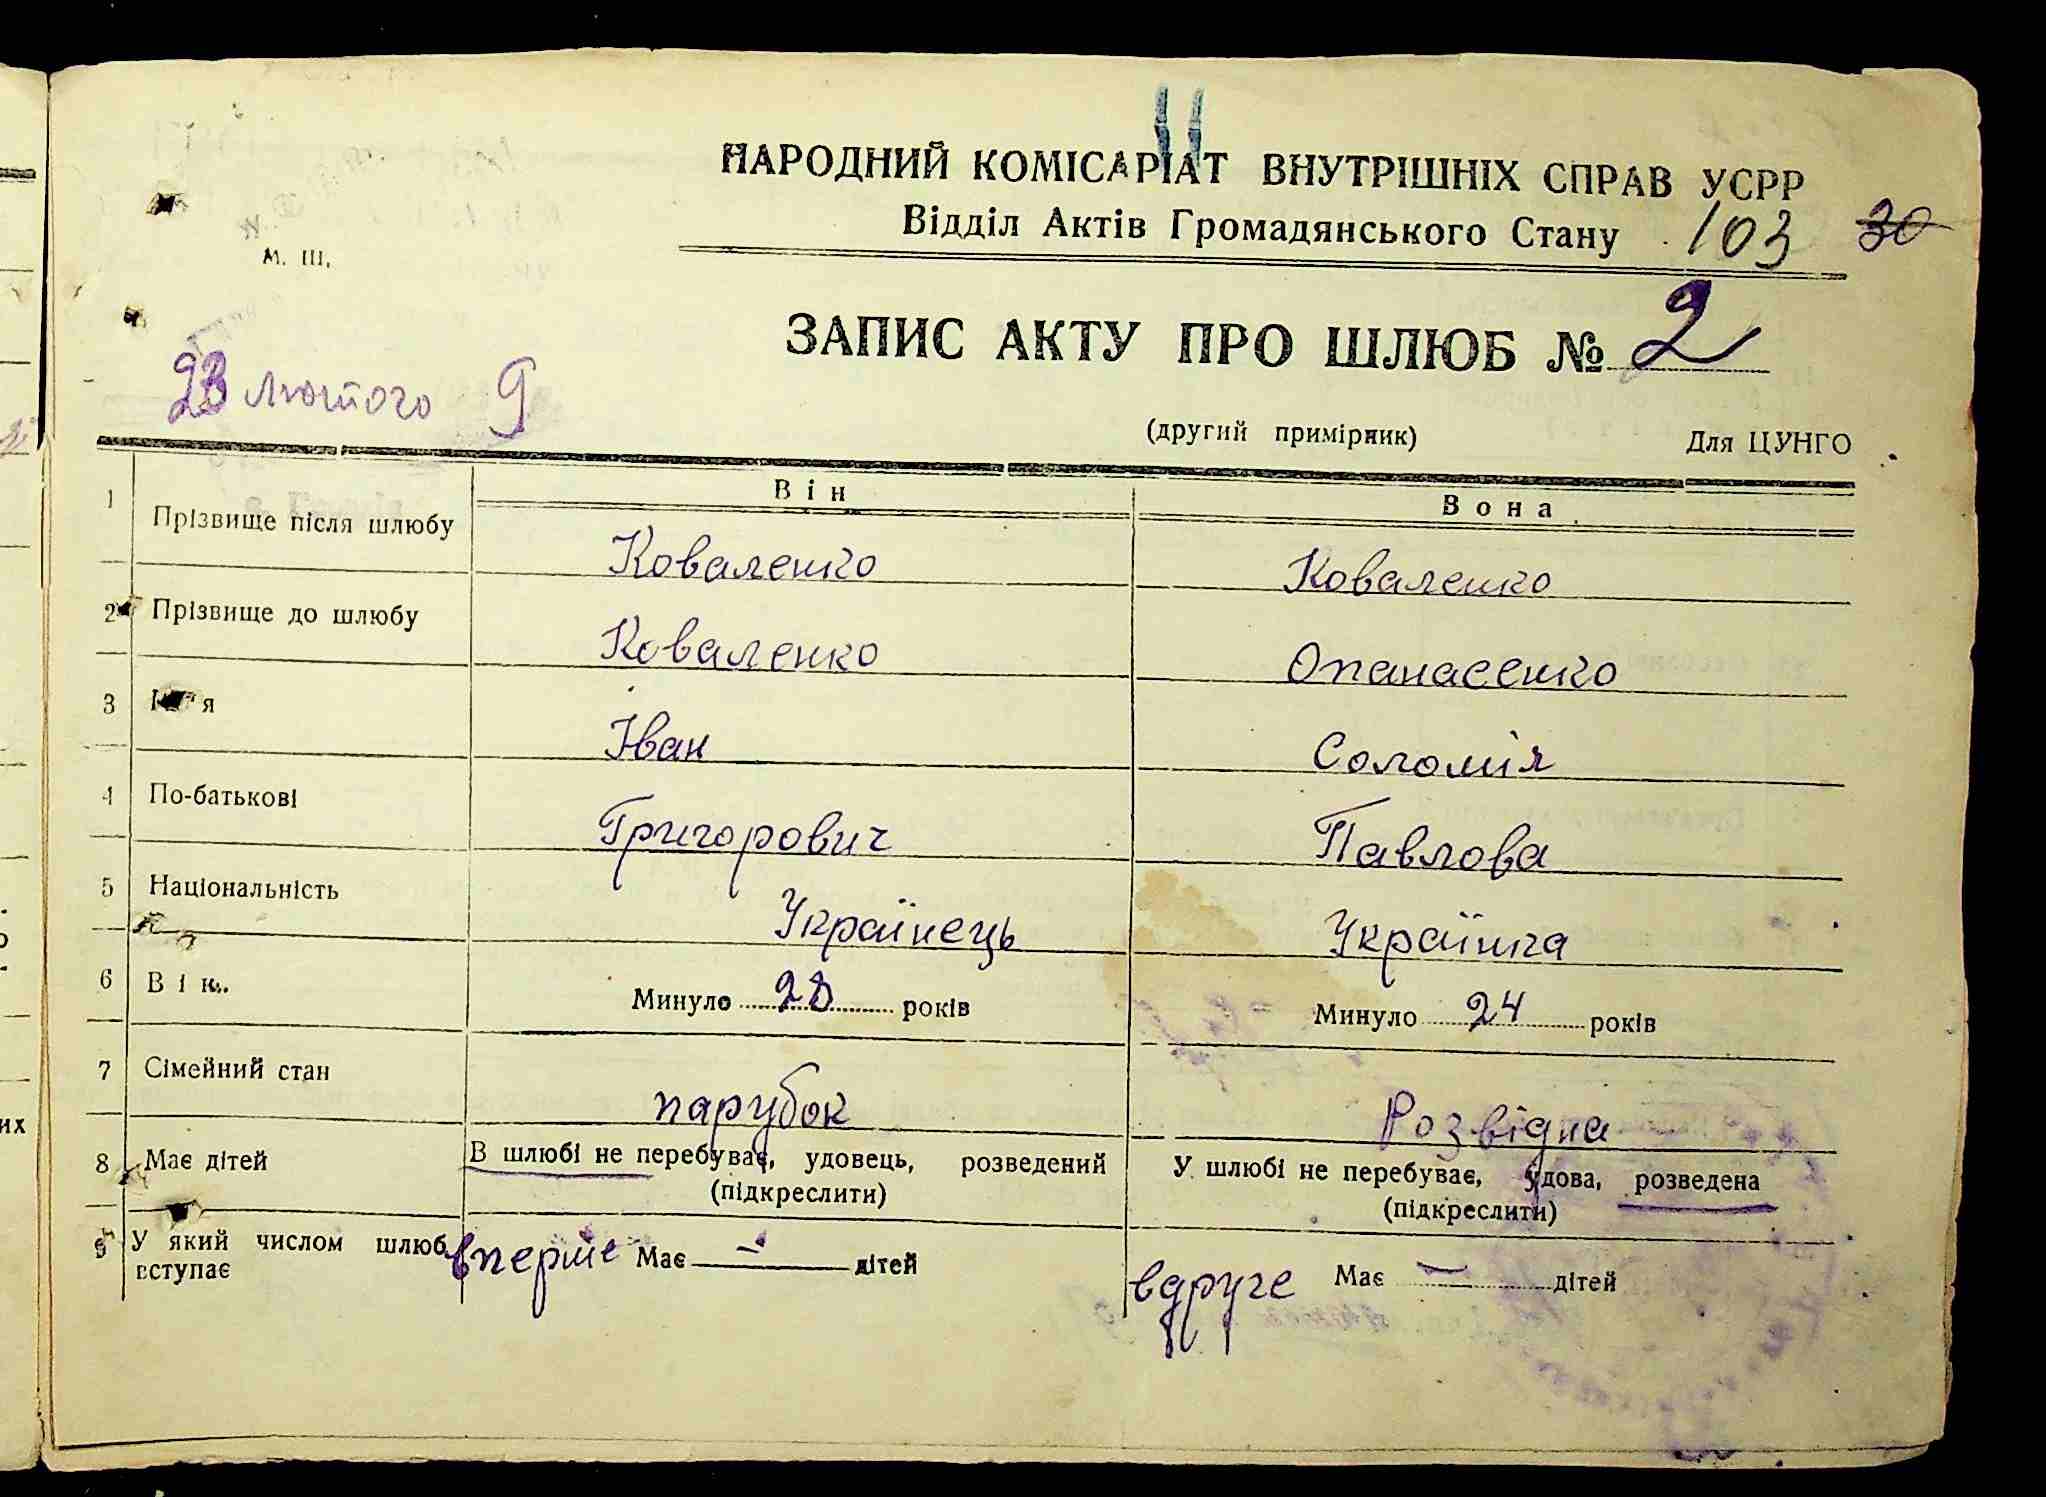 НАРОДНИЙ КОМІСАРІАТ ВНУТРІШНІХ СПРАВ УСРР
Відділ Актів Громадянського Стану 103 30
М. Ш.
ЗАПИС АКТУ ПРО ШЛЮБ № 2
23 лютого 9
(другий примірник) Для ЦУНГО
Він Вона
1 Прізвище після шлюбу Коваленко Коваленко
2 Прізвище до шлюбу Коваленко Опанасенко
3 Ім'я Іван Соломія
4 По-батькові Григорович Павлова
5 Національність Українець Українка
6 Вік Минуло 28 років Минуло 24 років
7 Сімейний стан парубок Розвідна
8 Має дітей В шлюбі не перебуває, удовець, розведений У шлюбі не перебуває, удова, розведена
(підкреслити) (підкреслити)
9 У який числом шлюб вперше Має — дітей вдруге Має — дітей
вступає
их